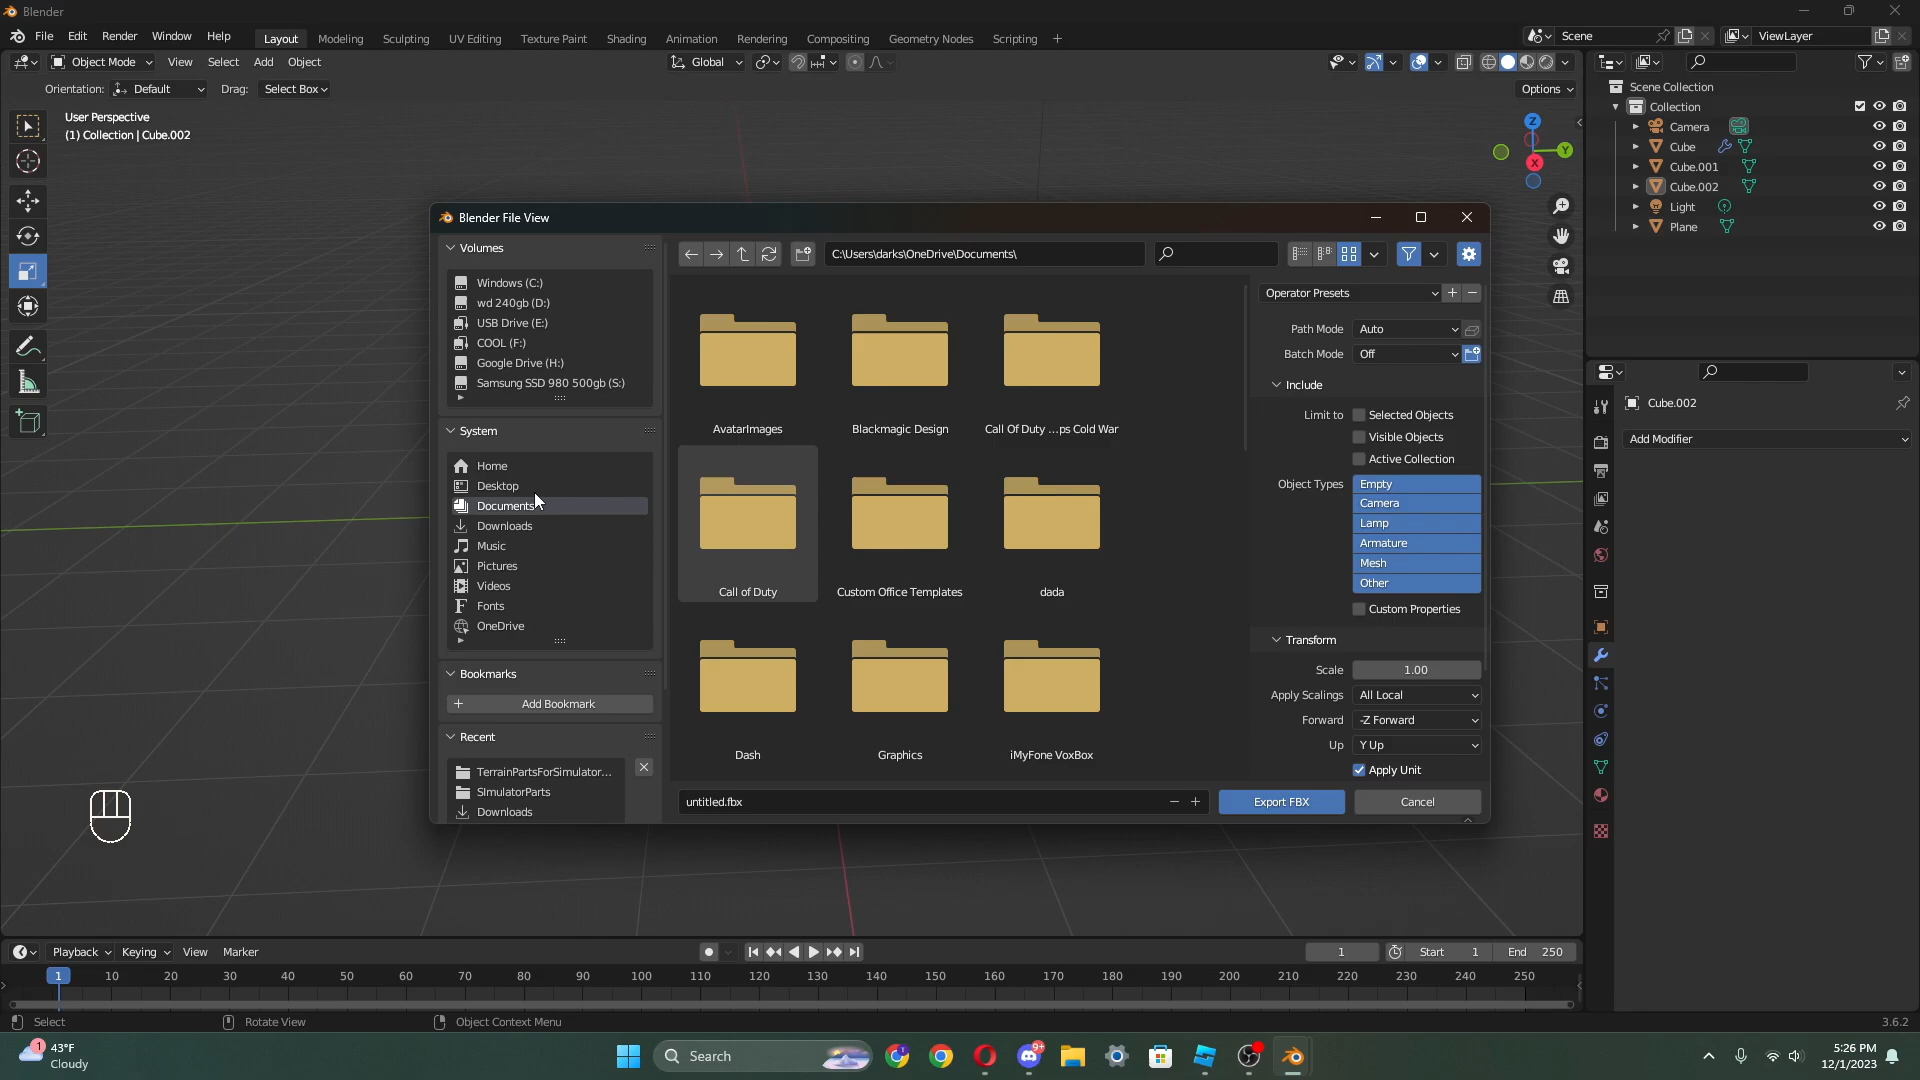 Blender
File Edit Render Window Help Layout Modeling Sculpting UV Editing Texture Paint Shading Animation Rendering Compositing Geometry Nodes Scripting + Scene ViewLayer
Object Mode View Select Add Object Global
Orientation: Default Drag: Select Box Options
User Perspective
(1) Collection | Cube.002
Z
Y
X
Scene Collection
Collection
Camera
Cube
Cube.001
Cube.002
Light
Plane
Cube.002
Add Modifier
Blender File View
Volumes
Windows (C:)
wd 240gb (D:)
USB Drive (E:)
COOL (F:)
Google Drive (H:)
Samsung SSD 980 500gb (S:)
System
Home
Desktop
Documents
Downloads
Music
Pictures
Videos
Fonts
OneDrive
Bookmarks
+ Add Bookmark
Recent
TerrainPartsForSimulator...
SImulatorParts
Downloads
C:\Users\darks\OneDrive\Documents\
AvatarImages Blackmagic Design Call Of Duty ...ps Cold War
Call of Duty Custom Office Templates dada
Dash Graphics iMyFone VoxBox
untitled.fbx
Operator Presets
Path Mode Auto
Batch Mode Off
Include
Limit to Selected Objects
Visible Objects
Active Collection
Object Types Empty
Camera
Lamp
Armature
Mesh
Other
Custom Properties
Transform
Scale 1.00
Apply Scalings All Local
Forward -Z Forward
Up Y Up
Apply Unit
Export FBX Cancel
Playback Keying View Marker 1 Start 1 End 250
1 10 20 30 40 50 60 70 80 90 100 110 120 130 140 150 160 170 180 190 200 210 220 230 240 250
Select Rotate View Object Context Menu 3.6.2
1 43°F
Cloudy
Search
9+
5:26 PM
12/1/2023